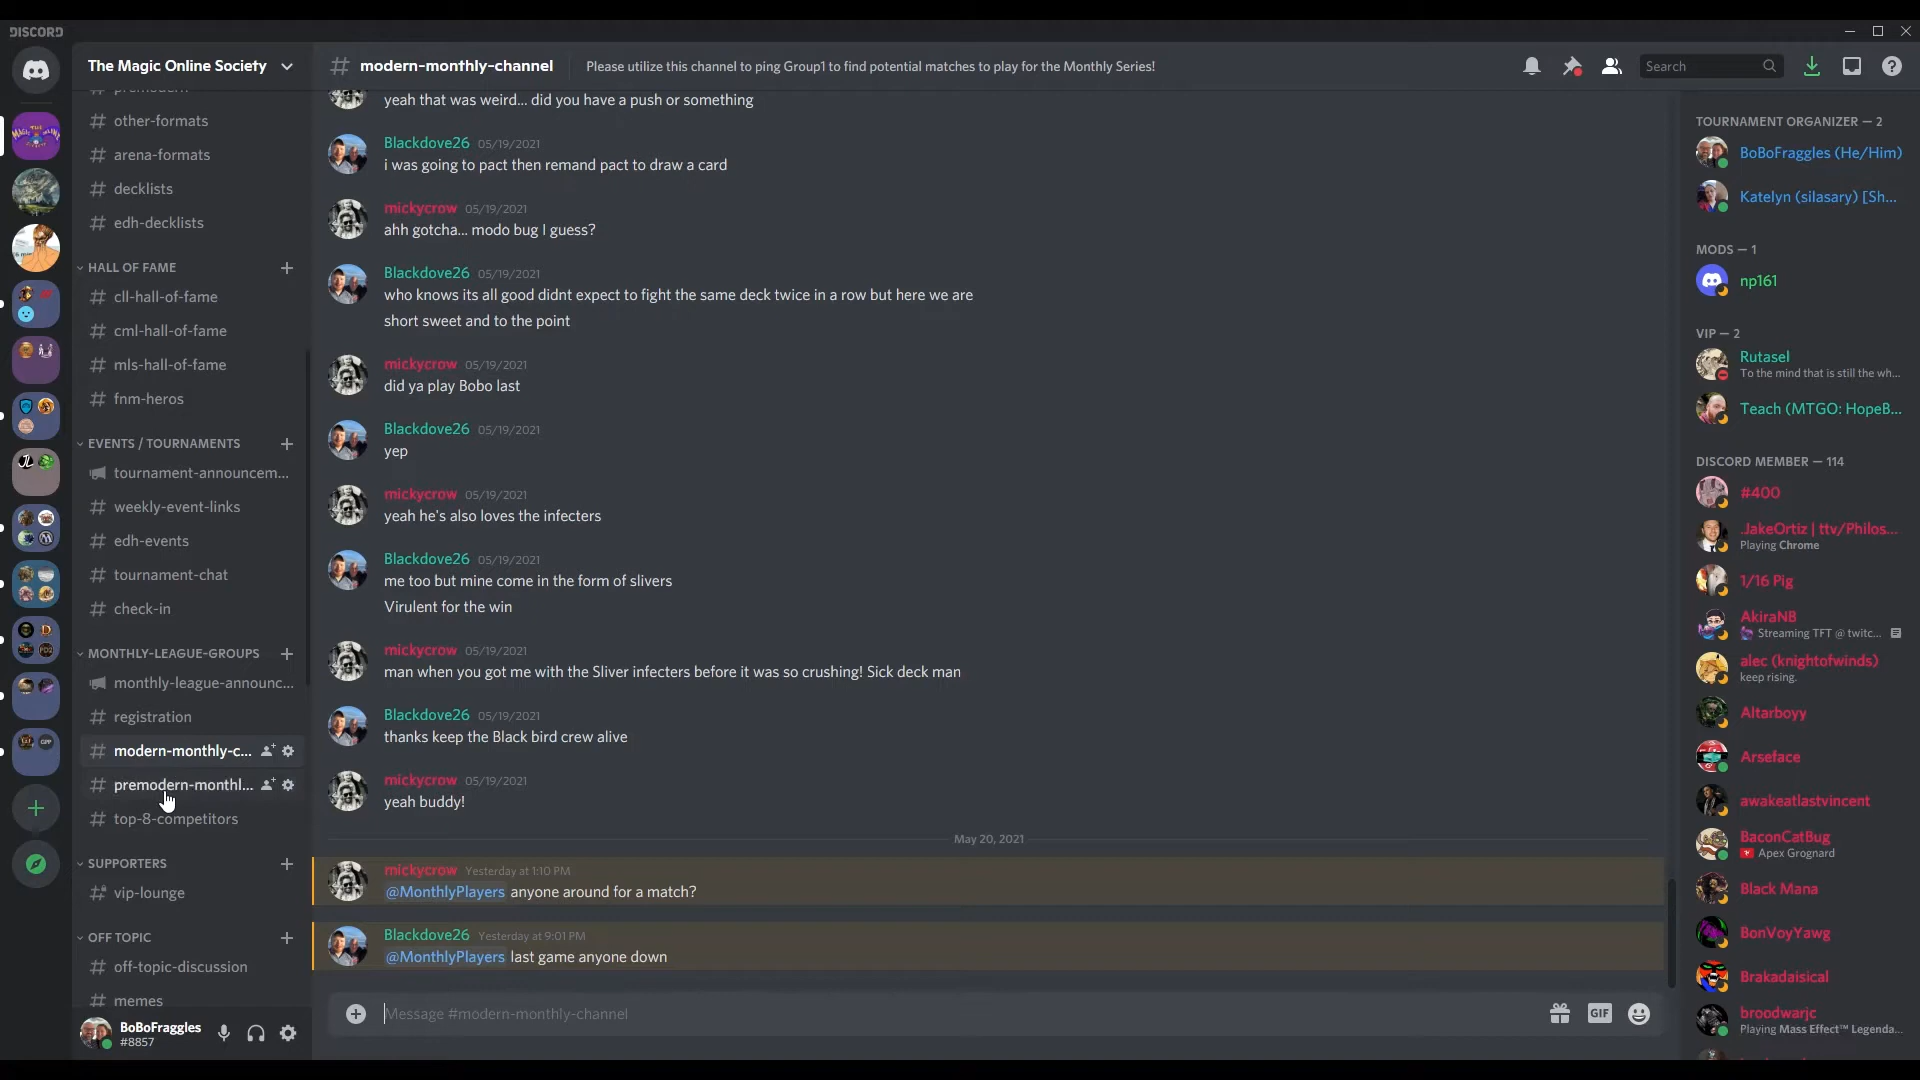 DISCORD
The Magic Online Society
premodern
# other-formats
# arena-formats
# decklists
# edh-decklists
HALL OF FAME
# cll-hall-of-fame
# cml-hall-of-fame
# mls-hall-of-fame
# fnm-heros
EVENTS / TOURNAMENTS
tournament-announcem...
# weekly-event-links
# edh-events
# tournament-chat
# check-in
MONTHLY-LEAGUE-GROUPS
monthly-league-announc...
# registration
# modern-monthly-c...
# premodern-monthl...
# top-8-competitors
SUPPORTERS
# vip-lounge
OFF TOPIC
# off-topic-discussion
# memes
BoBoFraggles
#8857
# modern-monthly-channel
Please utilize this channel to ping Group1 to find potential matches to play for the Monthly Series!
Search
yeah that was weird... did you have a push or something
Blackdove26 05/19/2021
i was going to pact then remand pact to draw a card
mickycrow 05/19/2021
ahh gotcha... modo bug I guess?
Blackdove26 05/19/2021
who knows its all good didnt expect to fight the same deck twice in a row but here we are
short sweet and to the point
mickycrow 05/19/2021
did ya play Bobo last
Blackdove26 05/19/2021
yep
mickycrow 05/19/2021
yeah he's also loves the infecters
Blackdove26 05/19/2021
me too but mine come in the form of slivers
Virulent for the win
mickycrow 05/19/2021
man when you got me with the Sliver infecters before it was so crushing! Sick deck man
Blackdove26 05/19/2021
thanks keep the Black bird crew alive
mickycrow 05/19/2021
yeah buddy!
May 20, 2021
mickycrow Yesterday at 1:10 PM
@MonthlyPlayers anyone around for a match?
Blackdove26 Yesterday at 9:01 PM
@MonthlyPlayers last game anyone down
Message #modern-monthly-channel
GIF
TOURNAMENT ORGANIZER — 2
BoBoFraggles (He/Him)
Katelyn (silasary) [Sh...
MODS — 1
np161
VIP — 2
Rutasel
To the mind that is still the wh...
Teach (MTGO: HopeB...
DISCORD MEMBER — 114
#400
.JakeOrtiz | ttv/Philos...
Playing Chrome
1/16 Pig
AkiraNB
Streaming TFT @ twitc...
alec (knightofwinds)
keep rising.
Altarboyy
Arseface
awakeatlastvincent
BaconCatBug
Apex Grognard
Black Mana
BonVoyYawg
Brakadaisical
broodwarjc
Playing Mass Effect™ Legenda...